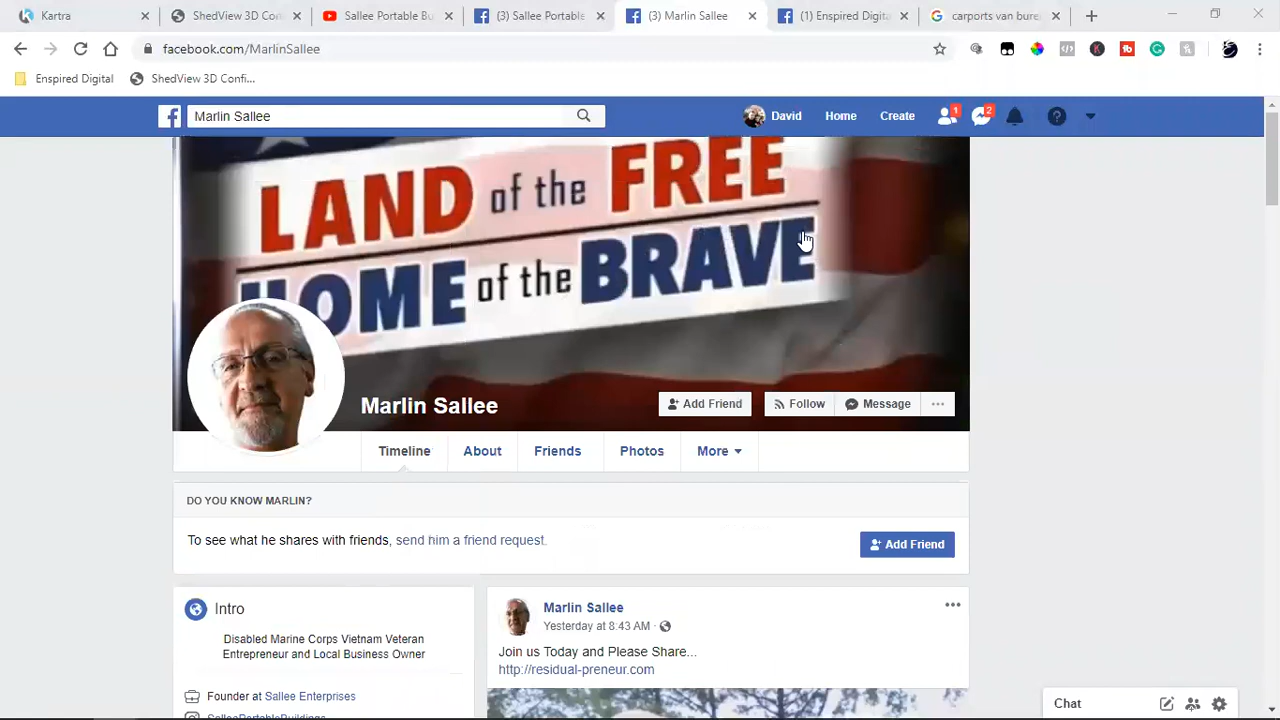 Kartra
ShedView 3D Con
Sallee Portable Bu
(3) Sallee Portable
(3) Marlin Sallee
(1) Enspired Digita
carports van bure
facebook.com/MarlinSallee
Enspired Digital
ShedView 3D Confi...
Marlin Sallee
David
Home
Create
1
2
LAND of the FREE
HOME of the BRAVE
Marlin Sallee
Add Friend
Follow
Message
Timeline
About
Friends
Photos
More
DO YOU KNOW MARLIN?
To see what he shares with friends, send him a friend request.
Add Friend
Intro
Disabled Marine Corps Vietnam Veteran
Entrepreneur and Local Business Owner
Founder at Sallee Enterprises
SalleePortableBuildings
Marlin Sallee
Yesterday at 8:43 AM ·
Join us Today and Please Share...
http://residual-preneur.com
Chat